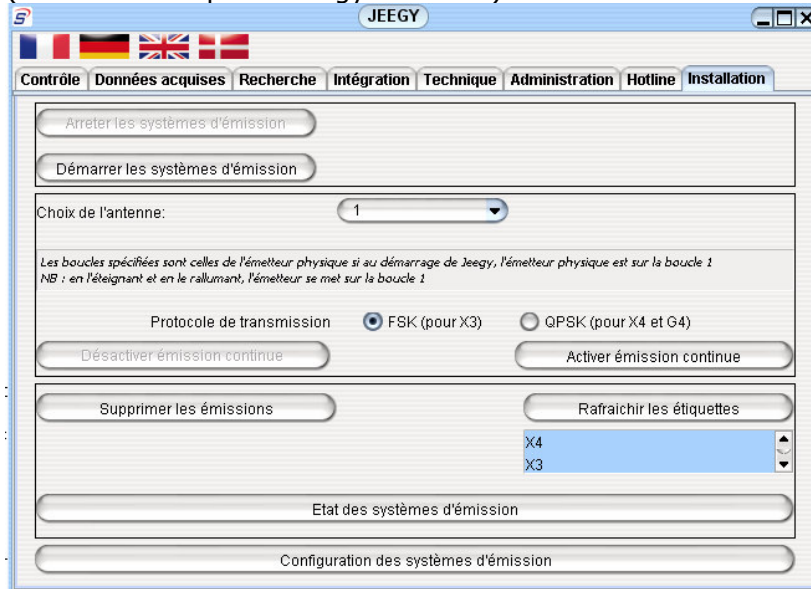 JEEGY
Contrôle Données acquises Recherche Intégration Technique Administration Hotline Installation
Arreter les systèmes d'émission
Démarrer les systèmes d'émission
Choix de l'antenne: 1
Les boucles spécifiées sont celles de l'émetteur physique si au démarrage de Jeegy, l'émetteur physique est sur la boucle 1
NB : en l'éteignant et en le rallumant, l'émetteur se met sur la boucle 1
Protocole de transmission FSK (pour X3) QPSK (pour X4 et G4)
Désactiver émission continue Activer émission continue
Supprimer les émissions Rafraichir les étiquettes
X4
X3
Etat des systèmes d'émission
Configuration des systèmes d'émission